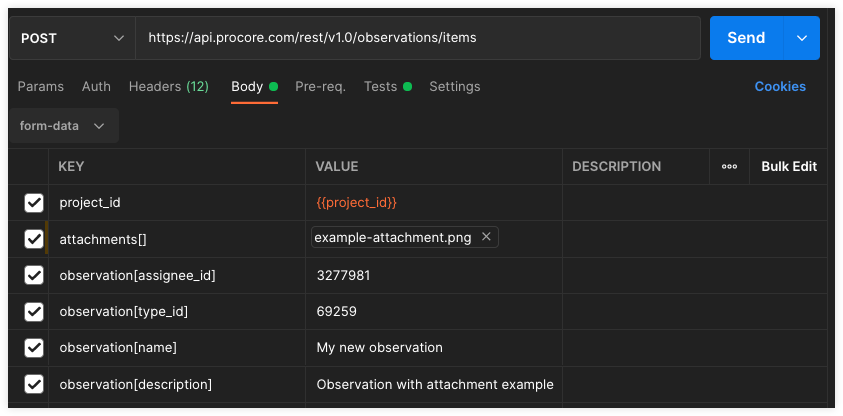 POST https://api.procore.com/rest/v1.0/observations/items Send
Params Auth Headers (12) Body Pre-req. Tests Settings Cookies
form-data
KEY VALUE DESCRIPTION ooo Bulk Edit
project_id {{project_id}}
attachments[] example-attachment.png ×
observation[assignee_id] 3277981
observation[type_id] 69259
observation[name] My new observation
observation[description] Observation with attachment example